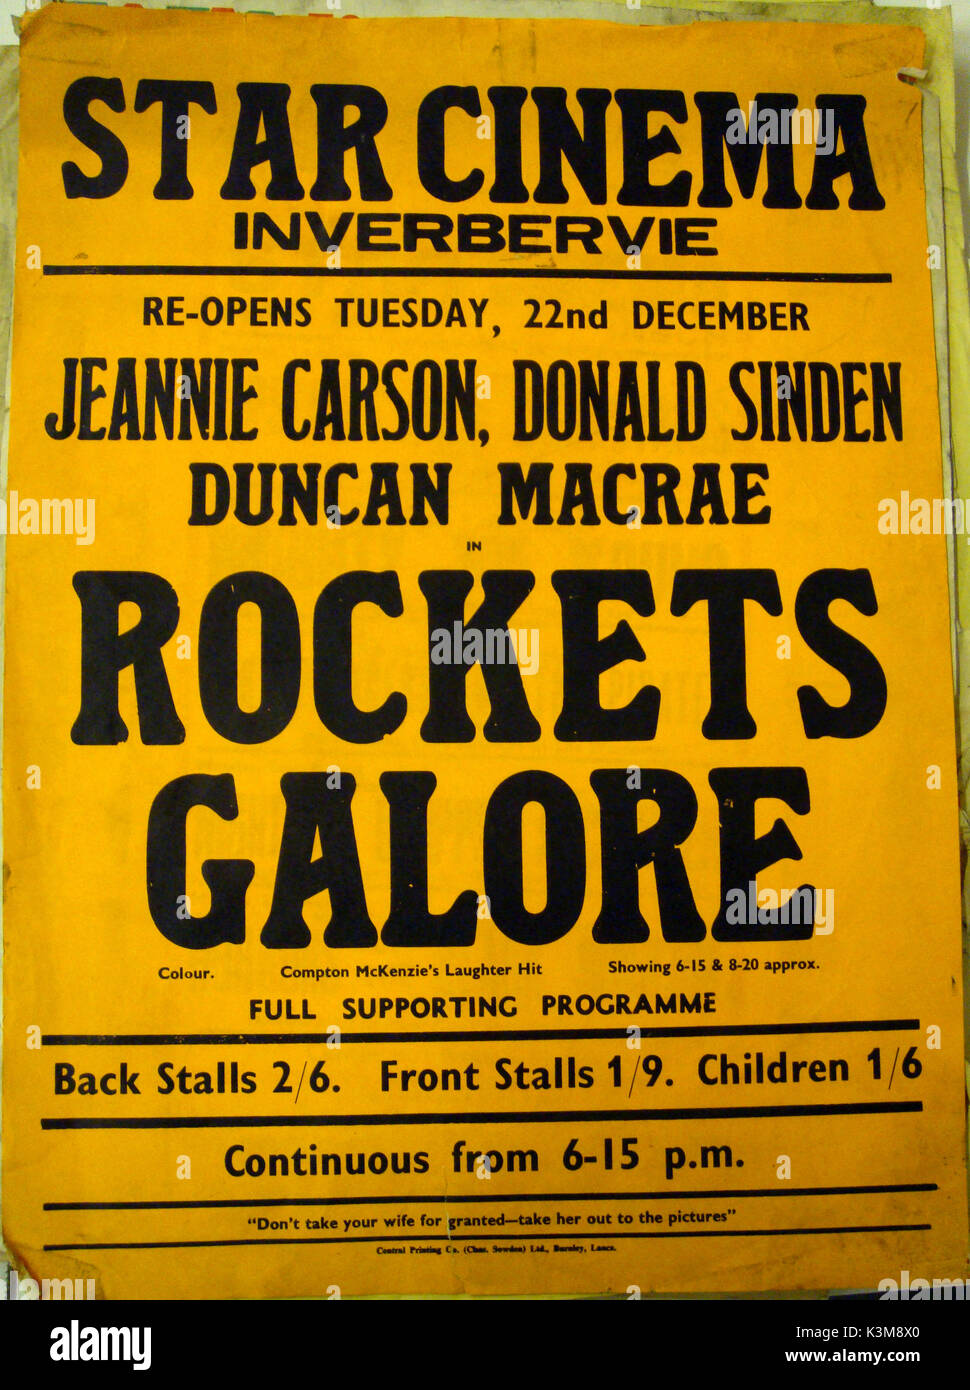 STAR CINEMA
INVERBERVIE
RE-OPENS TUESDAY, 22nd DECEMBER
JEANNIE CARSON, DONALD SINDEN
DUNCAN MACRAE
IN
ROCKETS
GALORE
Colour. Compton McKenzie's Laughter Hit Showing 6-15 & 8-20 approx.
FULL SUPPORTING PROGRAMME
Back Stalls 2/6. Front Stalls 1/9. Children 1/6
Continuous from 6-15 p.m.
"Don't take your wife for granted—take her out to the pictures"
Central Printing Co. (Chas. Sowden) Ltd., Burnley, Lancs.
alamy stock photo
K3M8X0
www.alamy.com